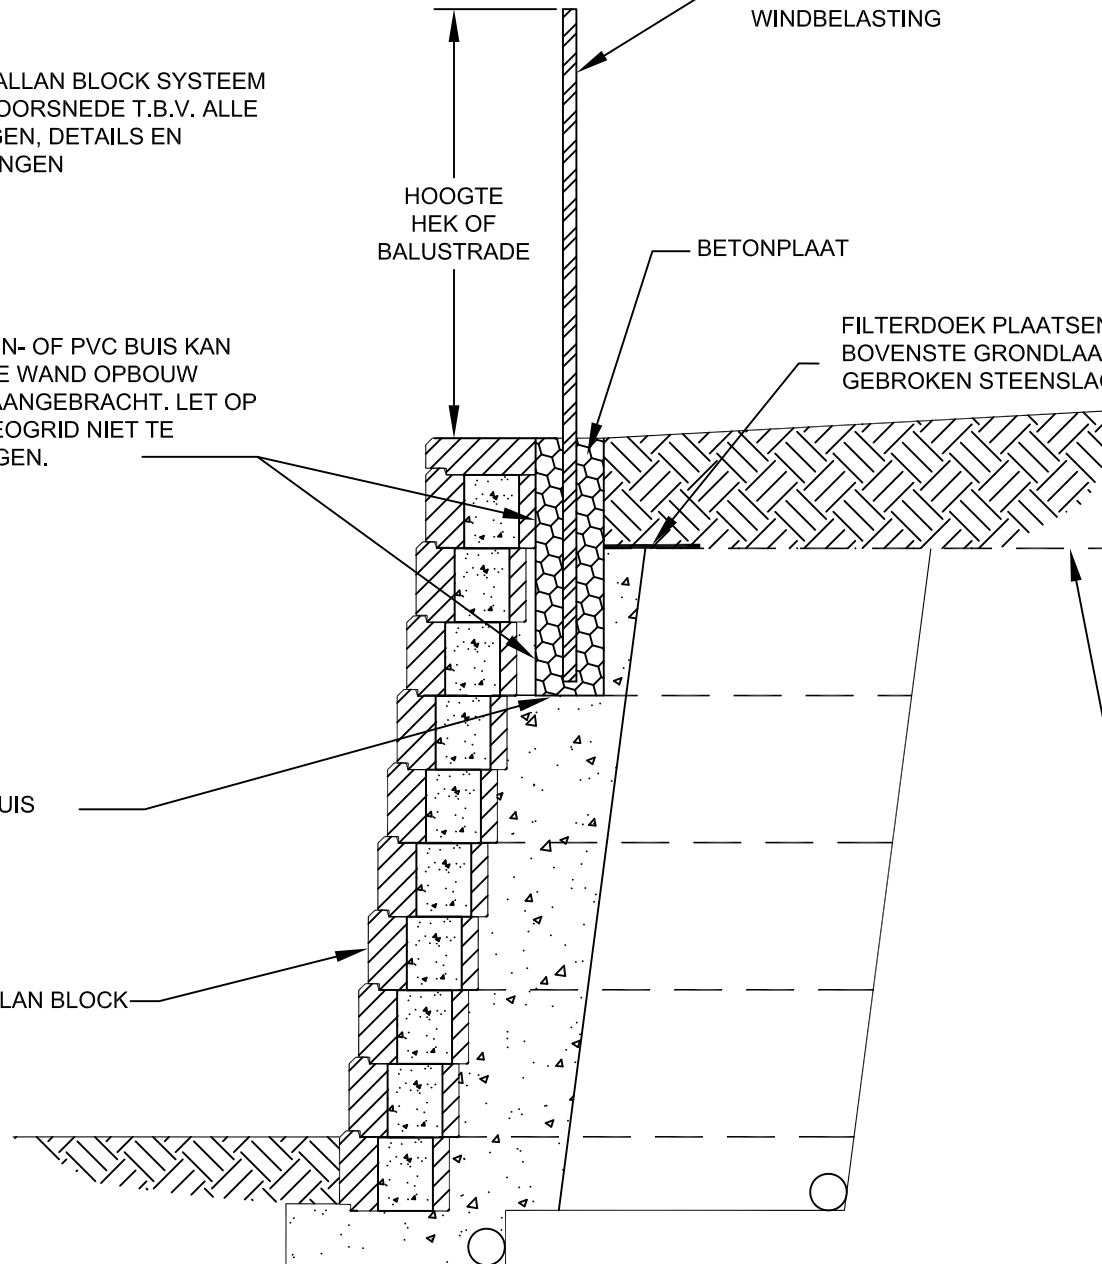 WINDBELASTING
ALLAN BLOCK SYSTEEM
OORSNEDE T.B.V. ALLE
GEN, DETAILS EN
NGEN
HOOGTE
HEK OF
BALUSTRADE
BETONPLAAT
FILTERDOEK PLAATSEN
BOVENSTE GRONDLAA
GEBROKEN STEENSLAG
N- OF PVC BUIS KAN
E WAND OPBOUW
AANGEBRACHT. LET OP
EOGRID NIET TE
GEN.
UIS
LAN BLOCK